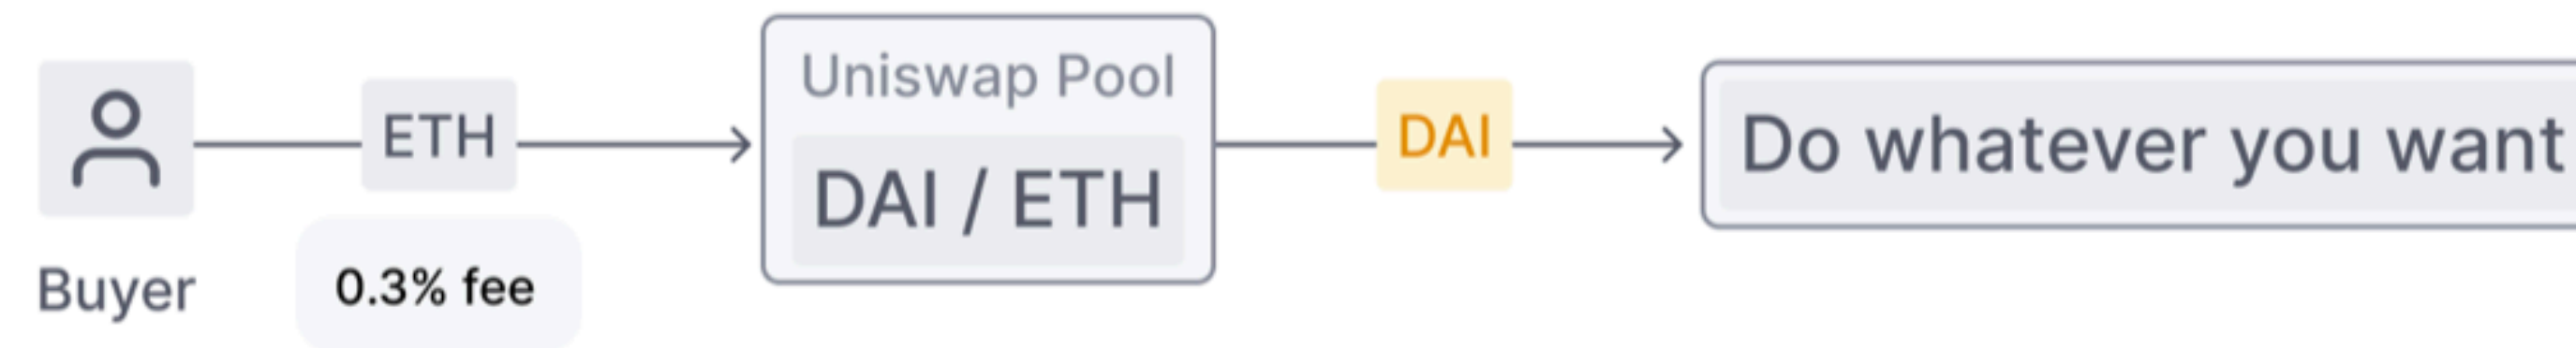 Buyer
ETH
0.3% fee
Uniswap Pool
DAI / ETH
DAI
Do whatever you want